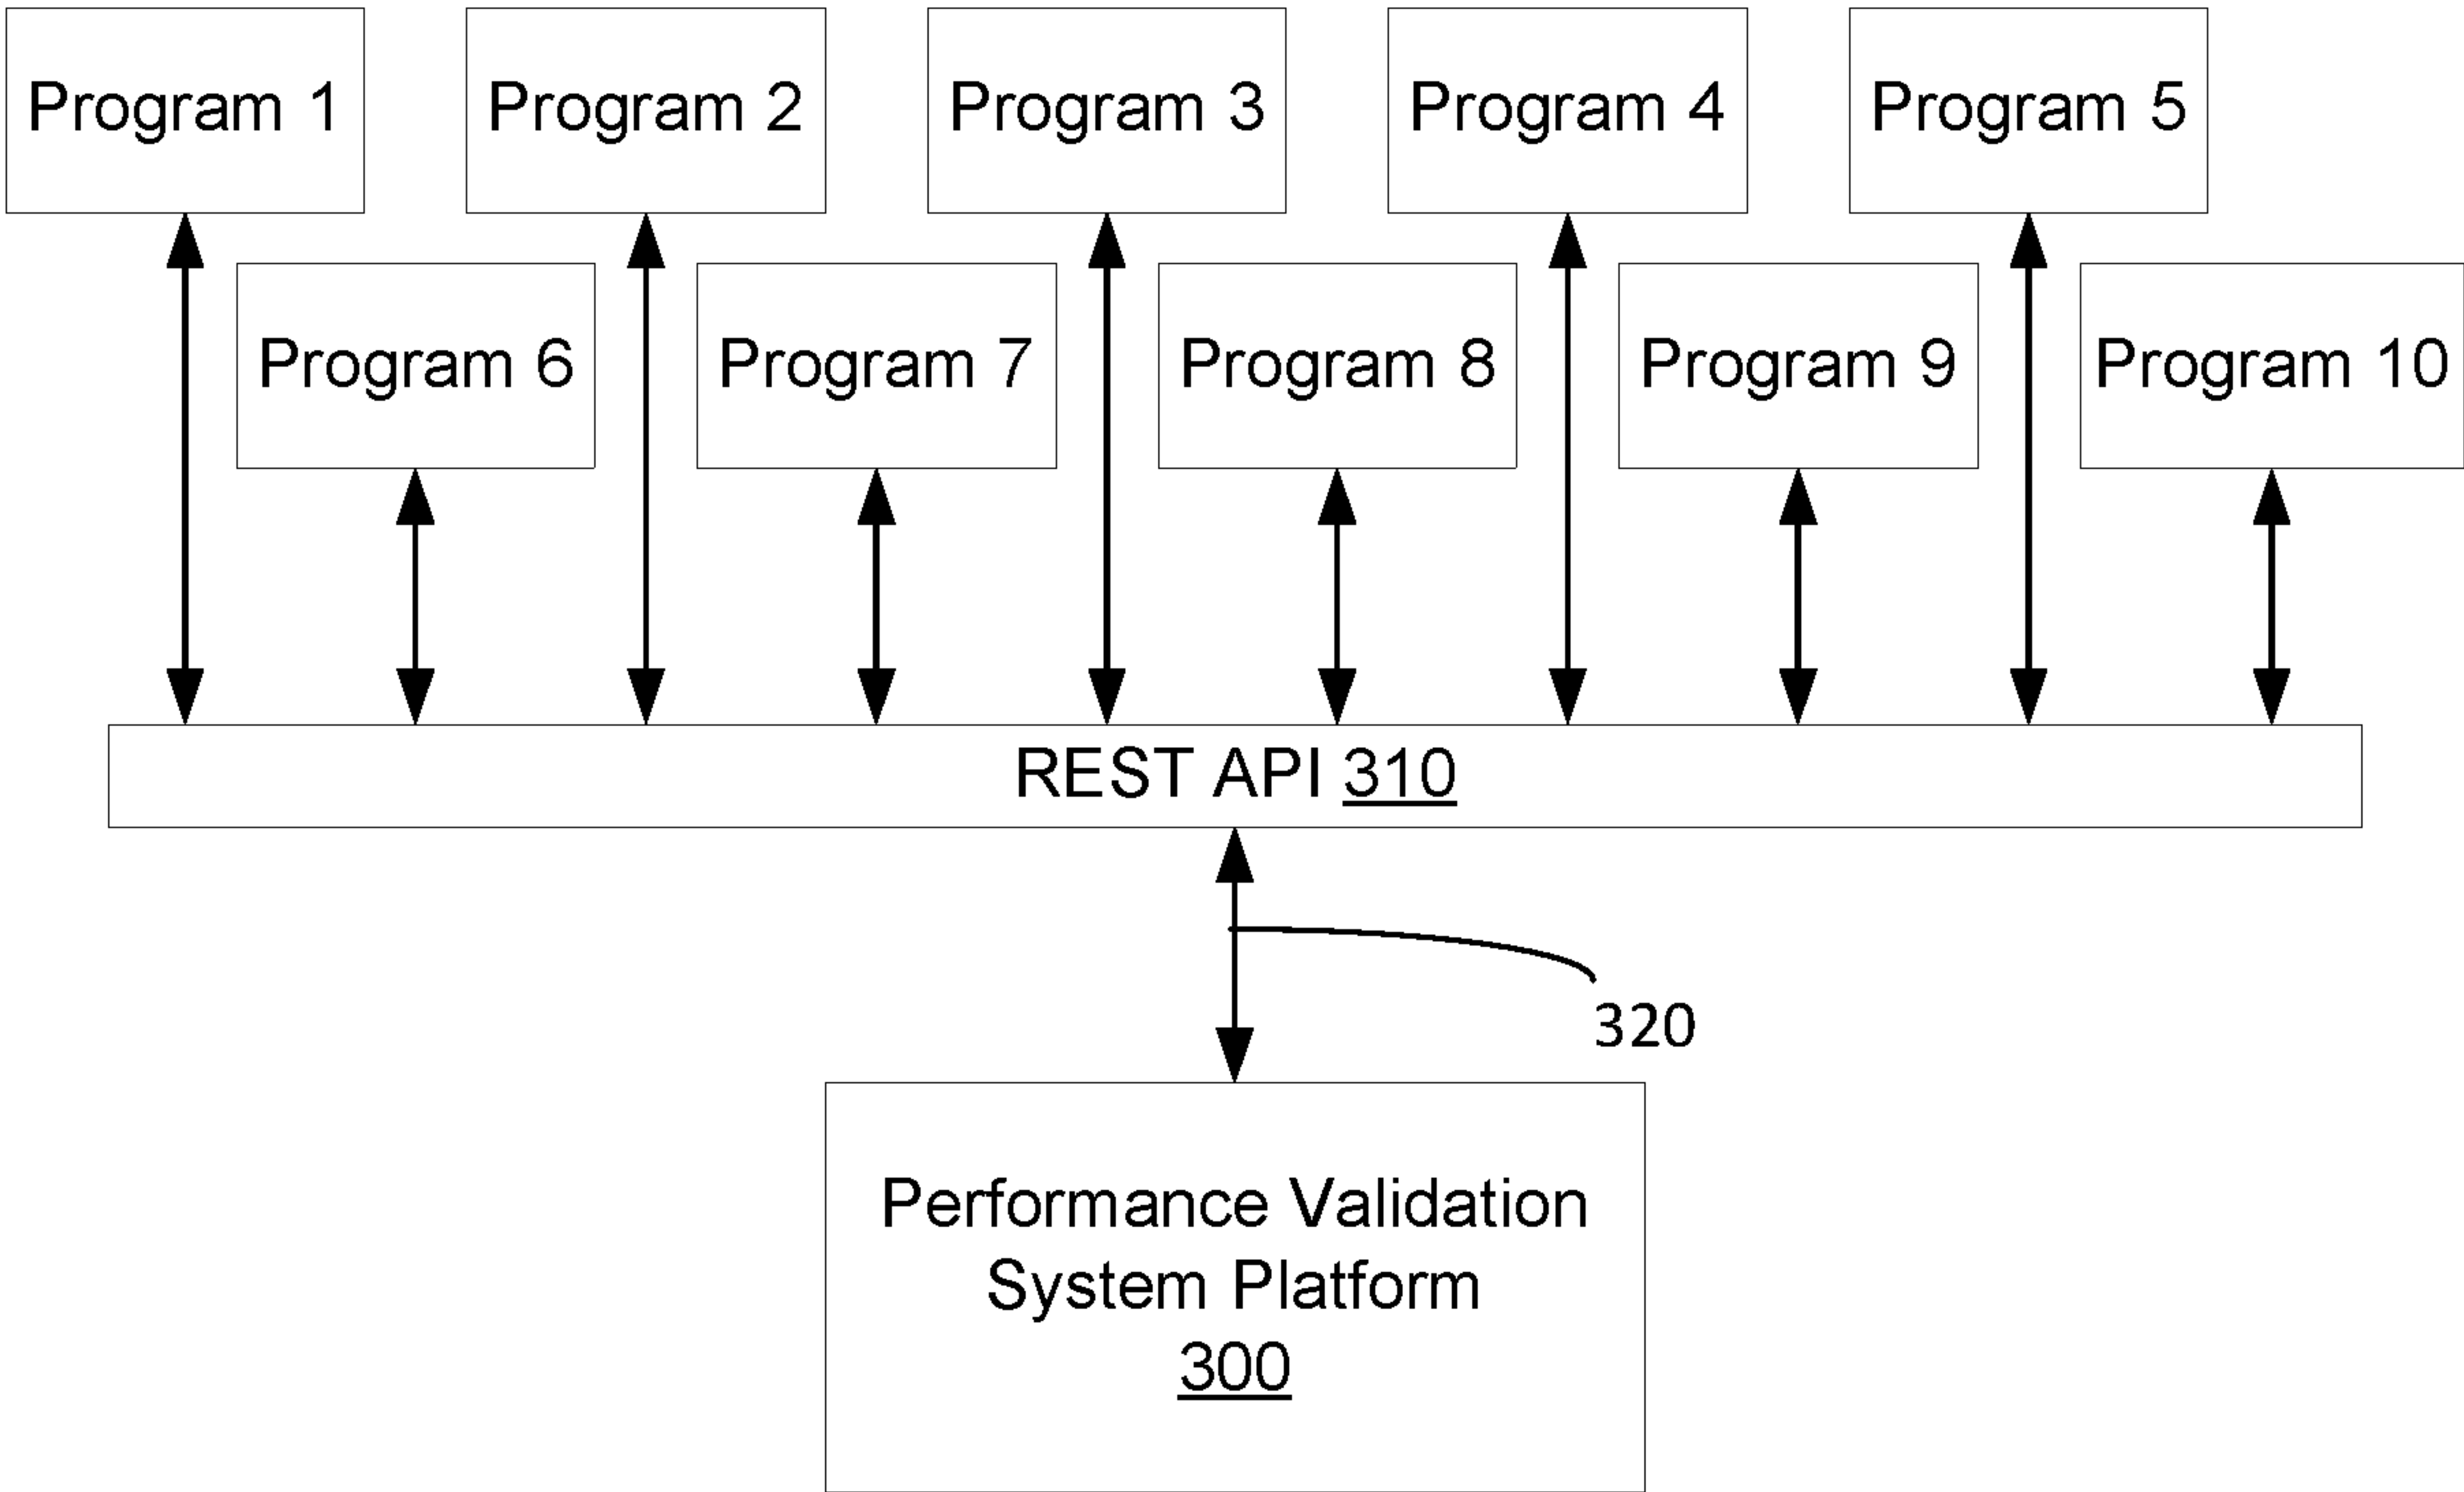 Program 1
Program 2
Program 3
Program 4
Program 5
Program 6
Program 7
Program 8
Program 9
Program 10
REST API 310
320
Performance Validation
System Platform
300